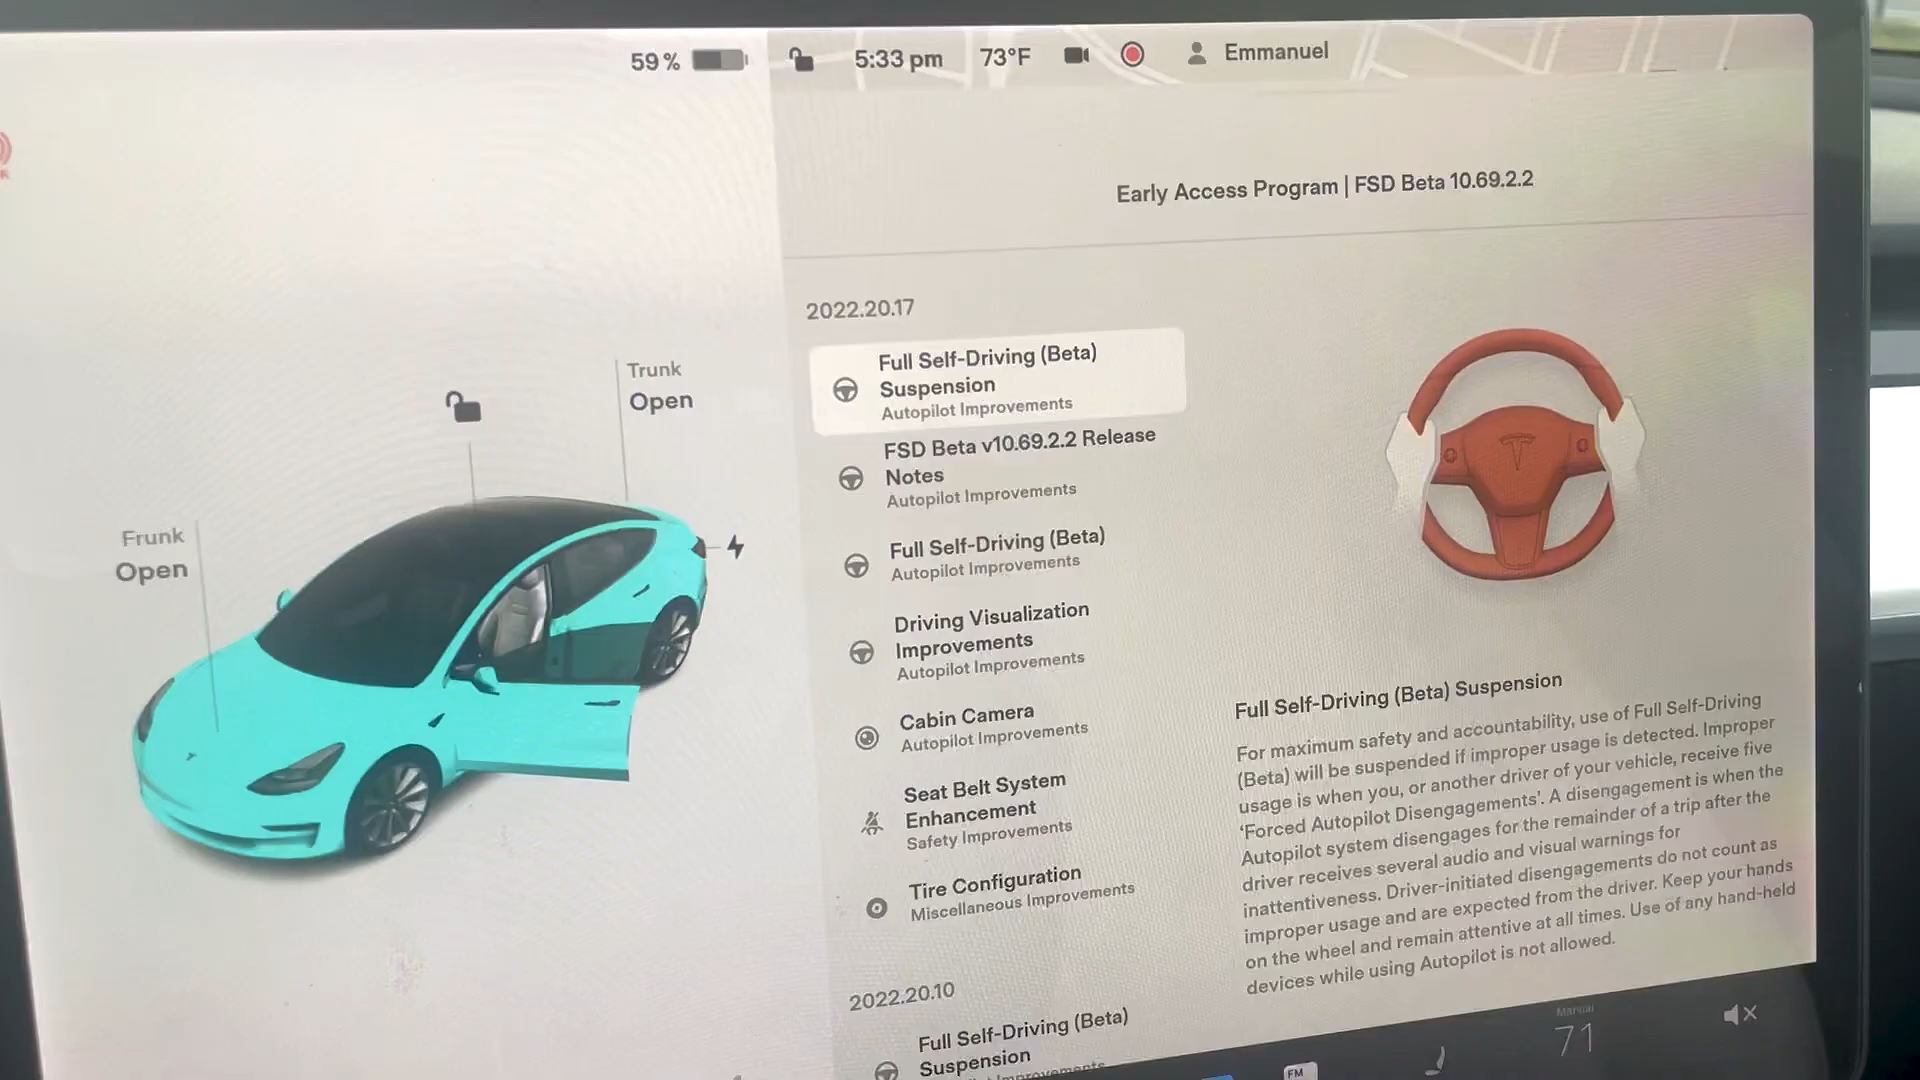 59 %
5:33 pm
73°F
Emmanuel
Early Access Program | FSD Beta 10.69.2.2
Trunk
Open
Frunk
Open
2022.20.17
Full Self-Driving (Beta)
Suspension
Autopilot Improvements
FSD Beta v10.69.2.2 Release
Notes
Autopilot Improvements
Full Self-Driving (Beta)
Autopilot Improvements
Driving Visualization
Improvements
Autopilot Improvements
Cabin Camera
Autopilot Improvements
Seat Belt System
Enhancement
Safety Improvements
Tire Configuration
Miscellaneous Improvements
2022.20.10
Full Self-Driving (Beta)
Suspension
Improvements
Full Self-Driving (Beta) Suspension
For maximum safety and accountability, use of Full Self-Driving
(Beta) will be suspended if improper usage is detected. Improper
usage is when you, or another driver of your vehicle, receive five
‘Forced Autopilot Disengagements’. A disengagement is when the
Autopilot system disengages for the remainder of a trip after the
driver receives several audio and visual warnings for
inattentiveness. Driver-initiated disengagements do not count as
improper usage and are expected from the driver. Keep your hands
on the wheel and remain attentive at all times. Use of any hand-held
devices while using Autopilot is not allowed.
Manual
71
FM